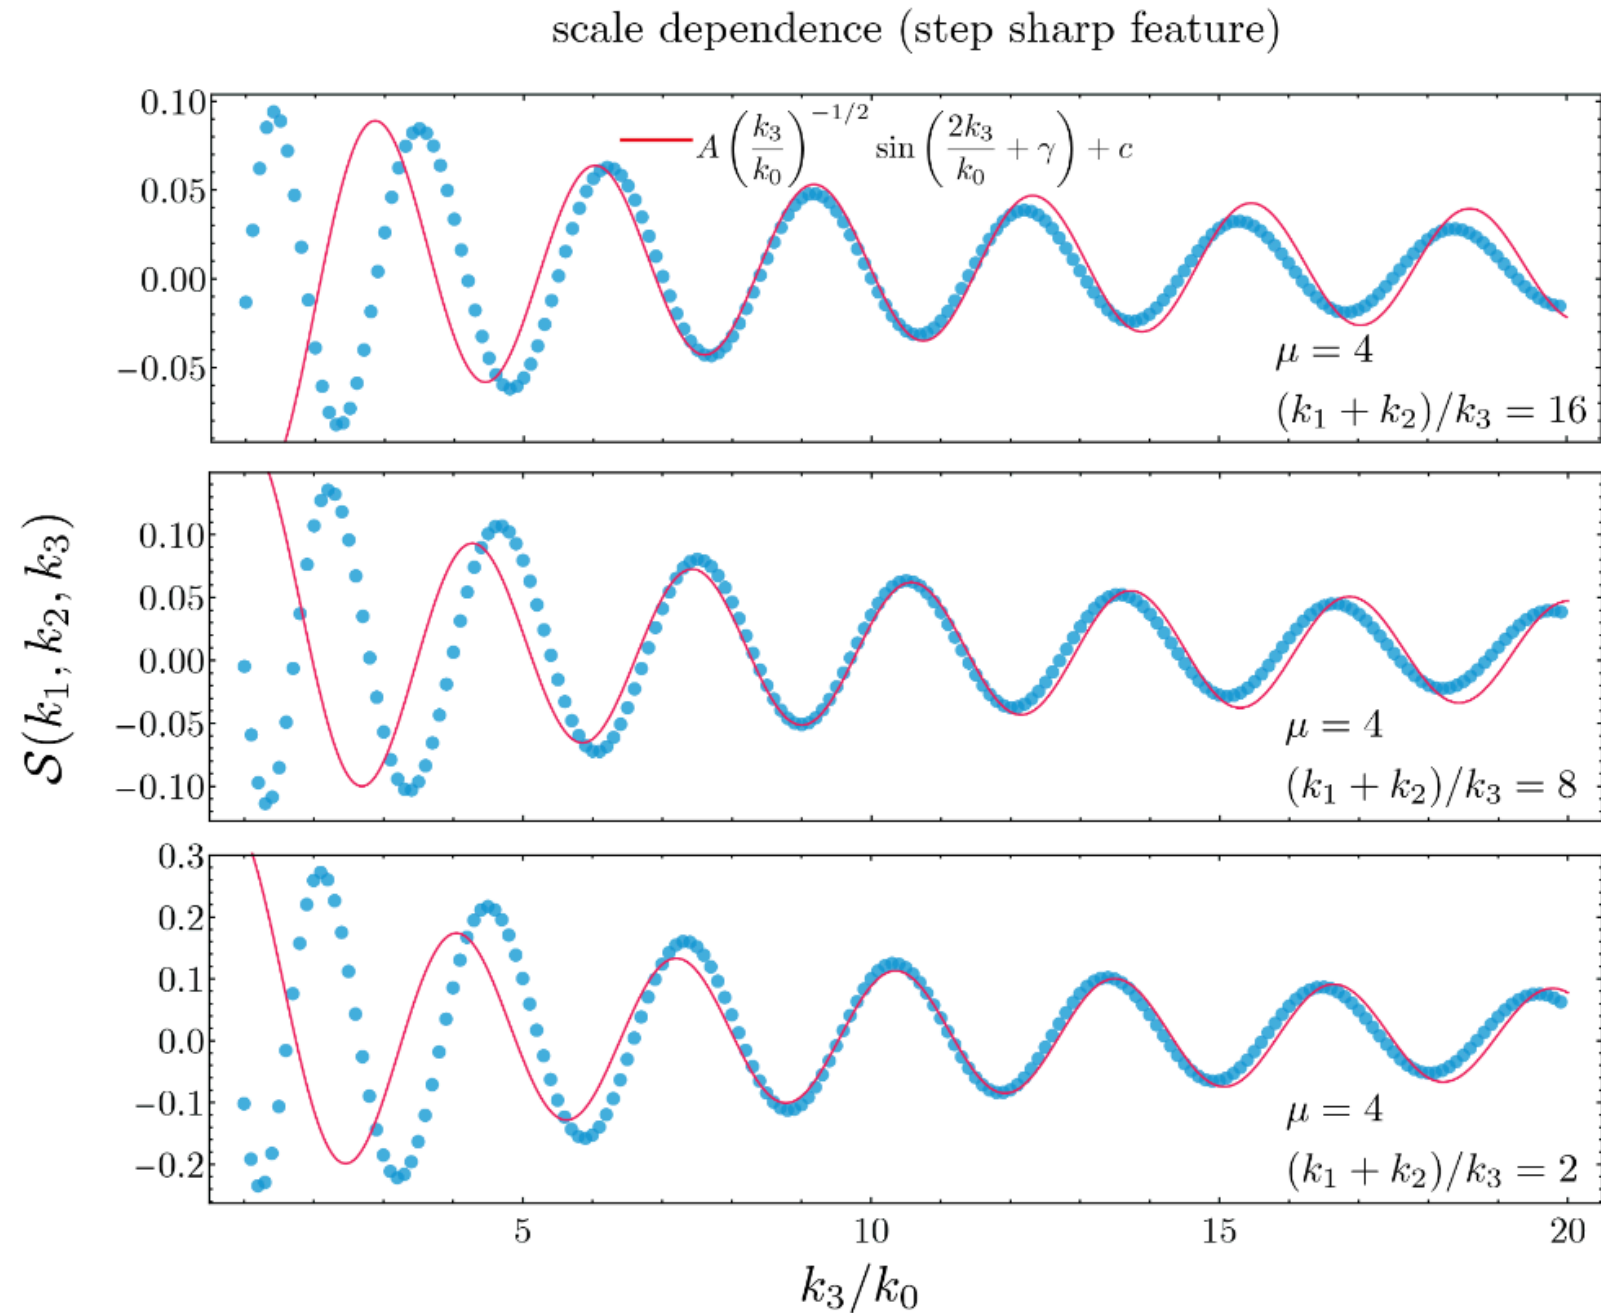 scale dependence (step sharp feature)
0.10
0.05
0.00
−0.05
A (k₃/k₀)^{−1/2} sin (2k₃/k₀ + γ) + c
μ = 4
(k₁ + k₂)/k₃ = 16
S(k₁, k₂, k₃)
0.10
0.05
0.00
−0.05
−0.10
μ = 4
(k₁ + k₂)/k₃ = 8
0.3
0.2
0.1
0.0
−0.1
−0.2
μ = 4
(k₁ + k₂)/k₃ = 2
5 10 15 20
k₃/k₀